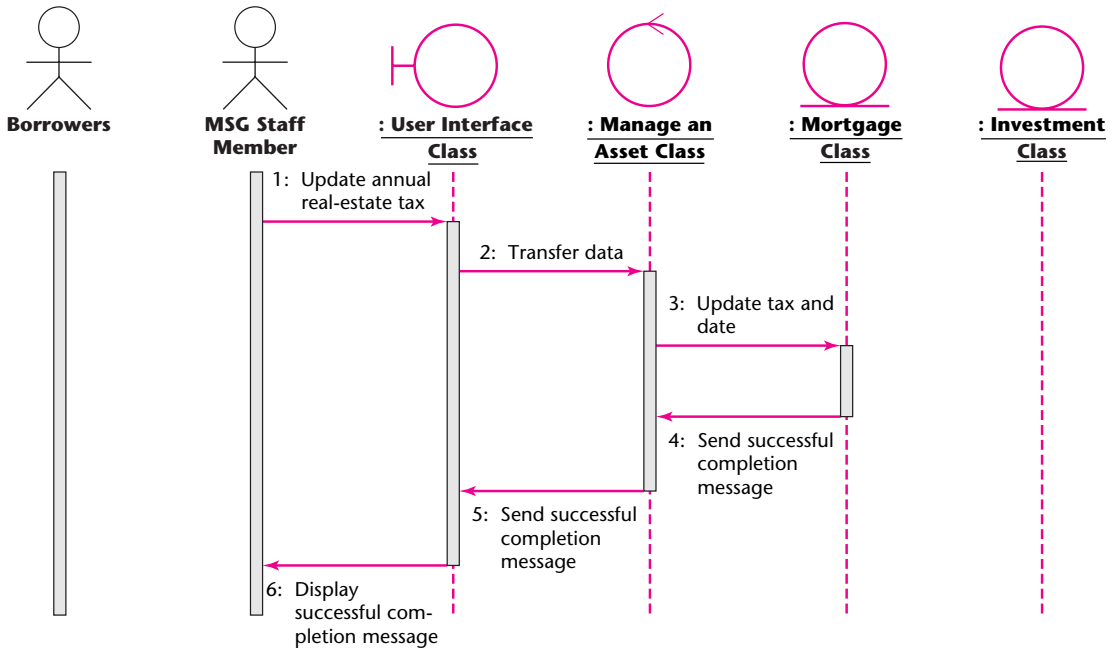 Borrowers
MSG Staff
Member
: User Interface
Class
: Manage an
Asset Class
: Mortgage
Class
: Investment
Class
1: Update annual
real-estate tax
2: Transfer data
3: Update tax and
date
4: Send successful
completion
message
5: Send successful
completion
message
6: Display
successful com-
pletion message